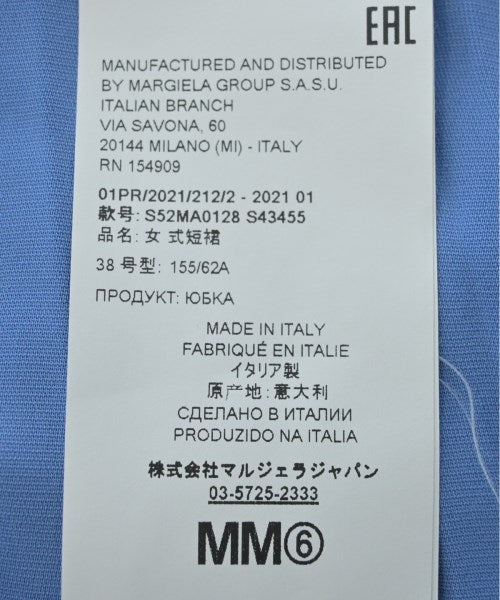 EAC
MANUFACTURED AND DISTRIBUTED
BY MARGIELA GROUP S.A.S.U.
ITALIAN BRANCH
VIA SAVONA, 60
20144 MILANO (MI) - ITALY
RN 154909
01PR/2021/212/2 - 2021 01
款号: S52MA0128 S43455
品名: 女 式短裙
38 号型: 155/62A
ПРОДУКТ: ЮБКА
MADE IN ITALY
FABRIQUÉ EN ITALIE
イタリア製
原产地: 意大利
СДЕЛАНО В ИТАЛИИ
PRODUZIDO NA ITALIA
株式会社マルジェラジャパン
03-5725-2333
MM⑥